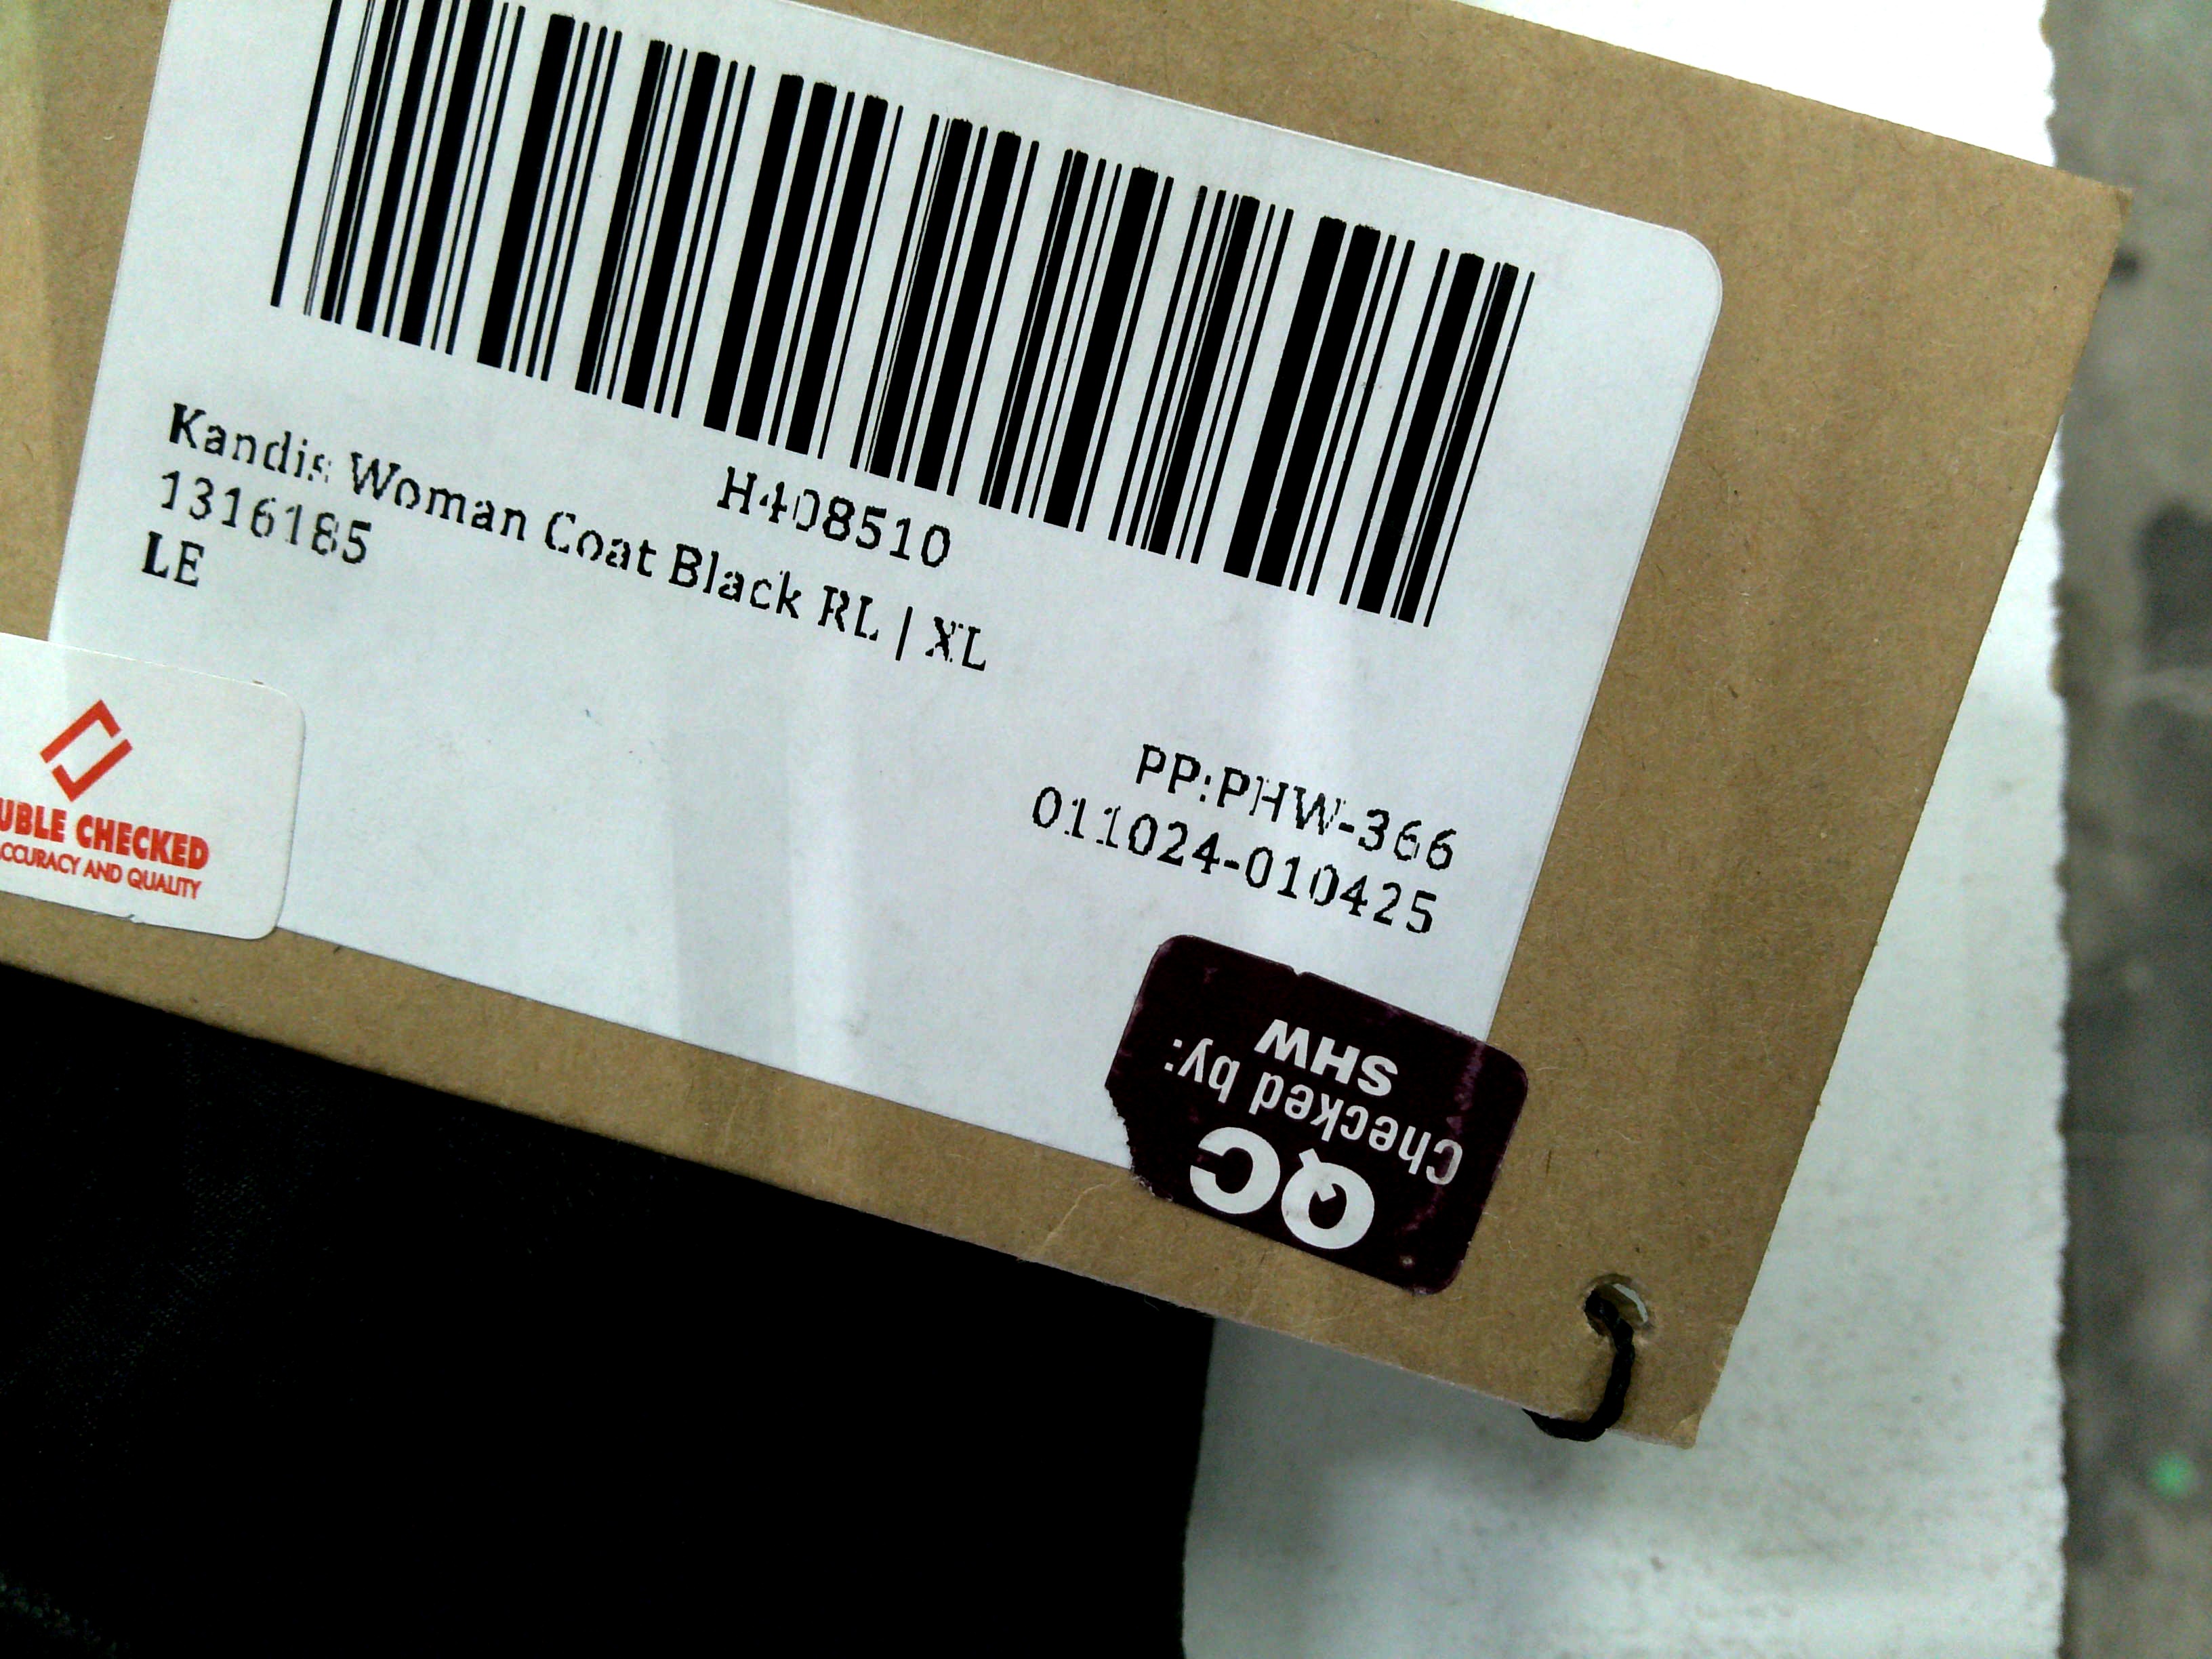 H408510
Kandis Woman Coat Black RL | XL
1316185
LE
PP:PHW-366
011024-010425
UBLE CHECKED
CCURACY AND QUALITY
QC
Checked by:
SHW